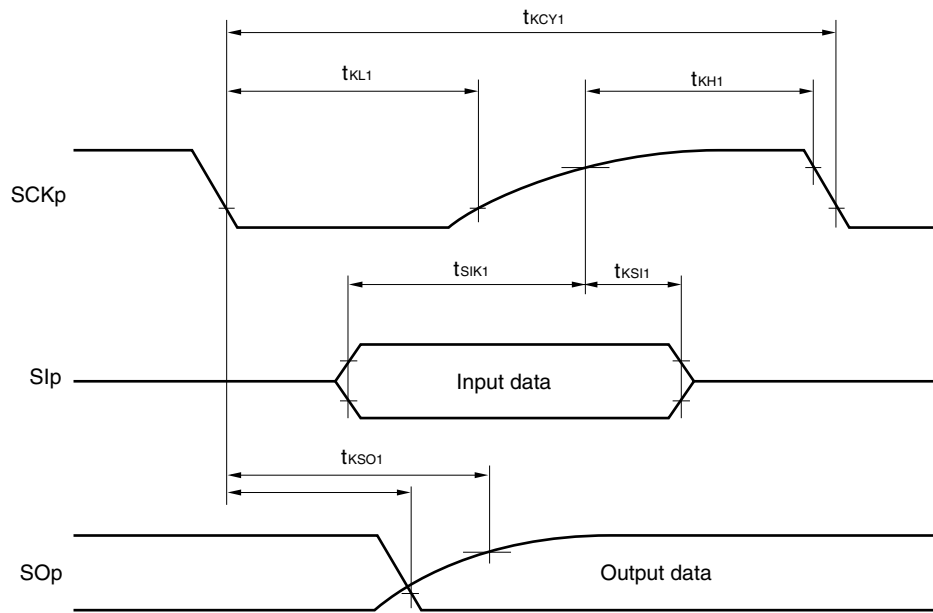 tKCY1
tKL1
tKH1
SCKp
tSIK1
tKSI1
SIp
Input data
tKSO1
SOp
Output data